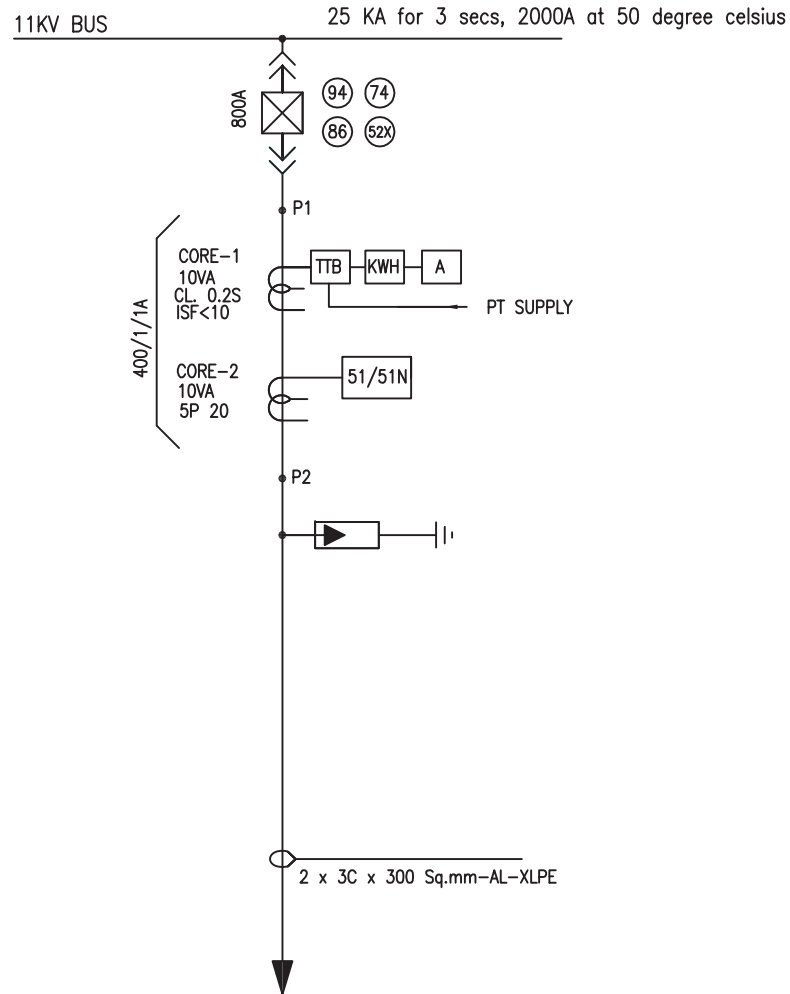 11KV BUS
25 KA for 3 secs, 2000A at 50 degree celsius
800A
94
74
86
52X
P1
400/1/1A
CORE-1
10VA
CL. 0.2S
ISF<10
TTB
KWH
A
PT SUPPLY
CORE-2
10VA
5P 20
51/51N
P2
2 x 3C x 300 Sq.mm-AL-XLPE